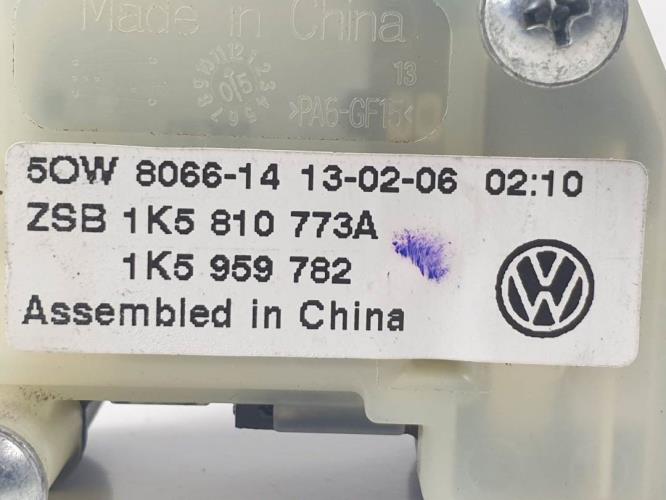 Made in China
13
>PA6-GF15<
5OW 8066-14 13-02-06 02:10
ZSB 1K5 810 773A
1K5 959 782
Assembled in China